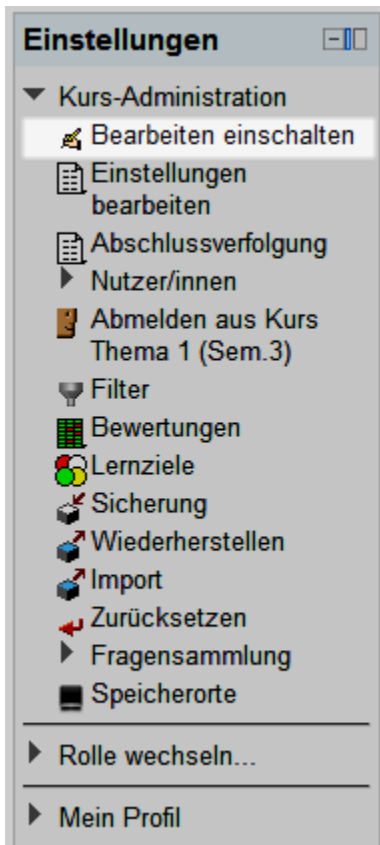 Einstellungen
Kurs-Administration
Bearbeiten einschalten
Einstellungen
bearbeiten
Abschlussverfolgung
Nutzer/innen
Abmelden aus Kurs
Thema 1 (Sem.3)
Filter
Bewertungen
Lernziele
Sicherung
Wiederherstellen
Import
Zurücksetzen
Fragensammlung
Speicherorte
Rolle wechseln...
Mein Profil